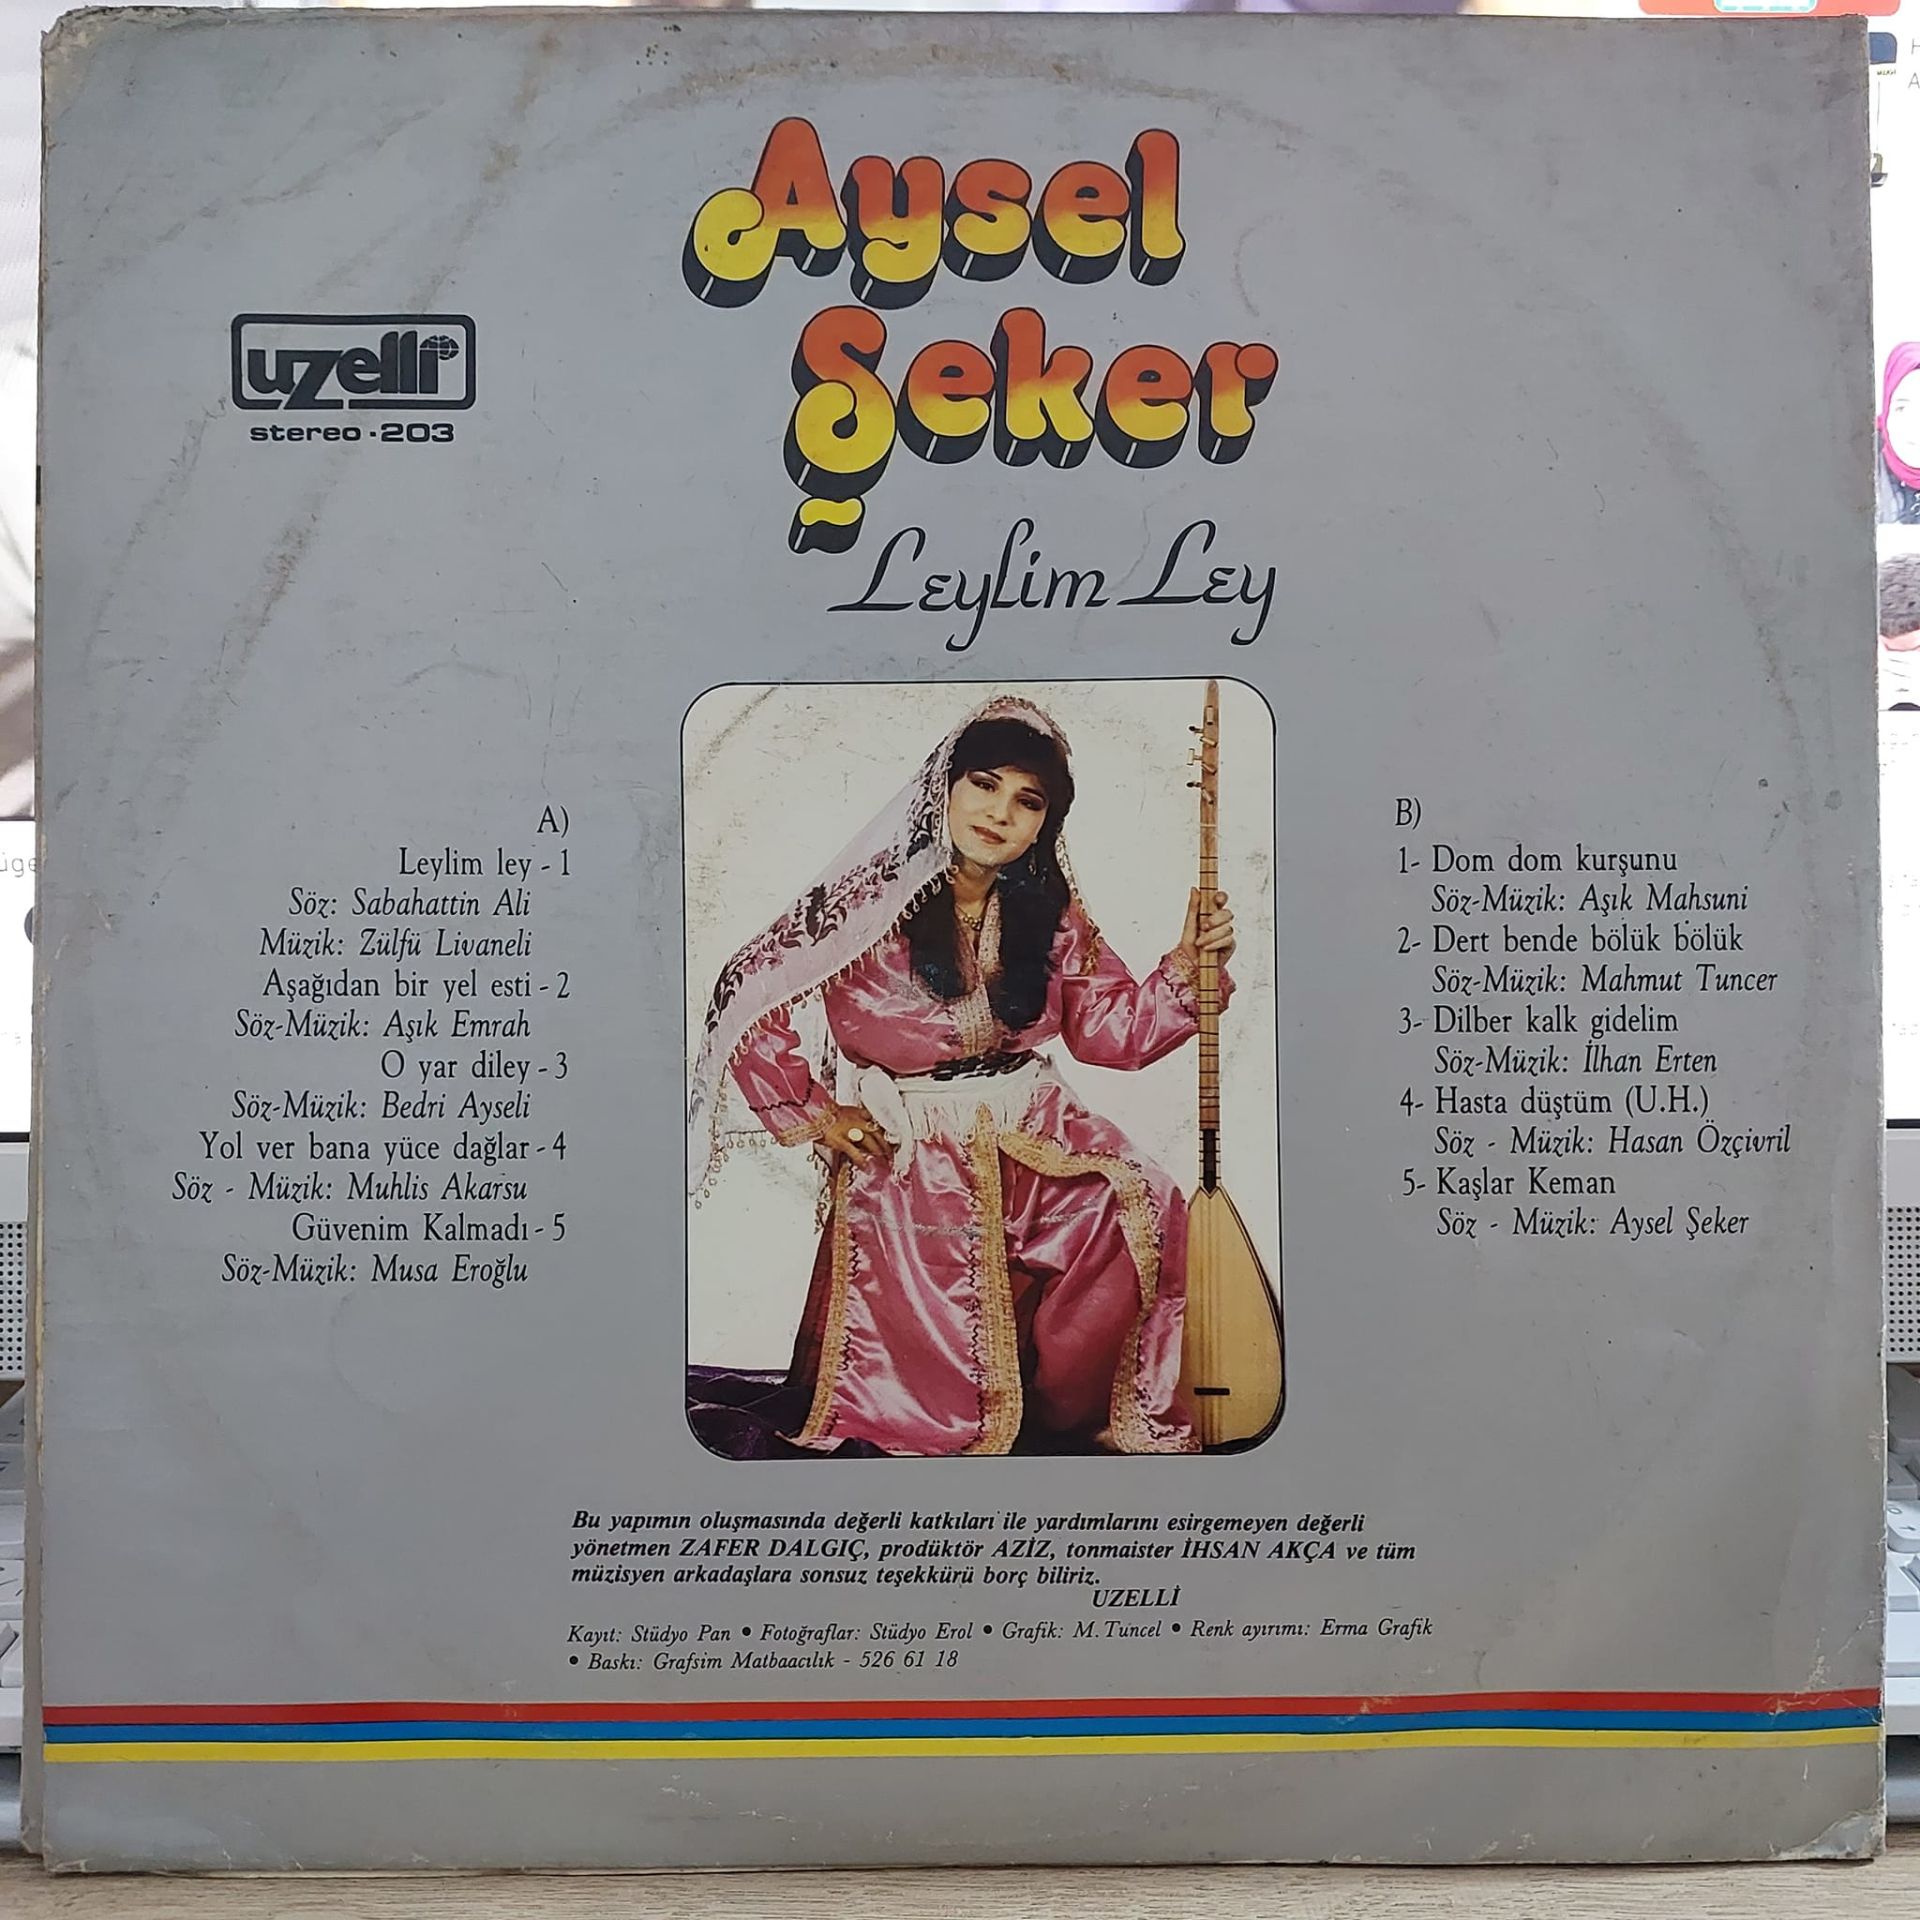 Aysel
Şeker
uzelli
stereo · 203
Leylim Ley
A)
Leylim ley - 1
Söz: Sabahattin Ali
Müzik: Zülfü Livaneli
Aşağıdan bir yel esti - 2
Söz-Müzik: Aşık Emrah
O yar diley - 3
Söz-Müzik: Bedri Ayseli
Yol ver bana yüce dağlar - 4
Söz - Müzik: Muhlis Akarsu
Güvenim Kalmadı - 5
Söz-Müzik: Musa Eroğlu
B)
1- Dom dom kurşunu
Söz-Müzik: Aşık Mahsuni
2- Dert bende bölük bölük
Söz-Müzik: Mahmut Tuncer
3- Dilber kalk gidelim
Söz-Müzik: İlhan Erten
4- Hasta düştüm (U.H.)
Söz - Müzik: Hasan Özçivril
5- Kaşlar Keman
Söz - Müzik: Aysel Şeker
Bu yapımın oluşmasında değerli katkıları ile yardımlarını esirgemeyen değerli
yönetmen ZAFER DALGIÇ, prodüktör AZİZ, tonmaister İHSAN AKÇA ve tüm
müzisyen arkadaşlara sonsuz teşekkürü borç biliriz.
UZELLİ
Kayıt: Stüdyo Pan • Fotoğraflar: Stüdyo Erol • Grafik: M. Tuncel • Renk ayırımı: Erma Grafik
• Baskı: Grafsim Matbaacılık - 526 61 18